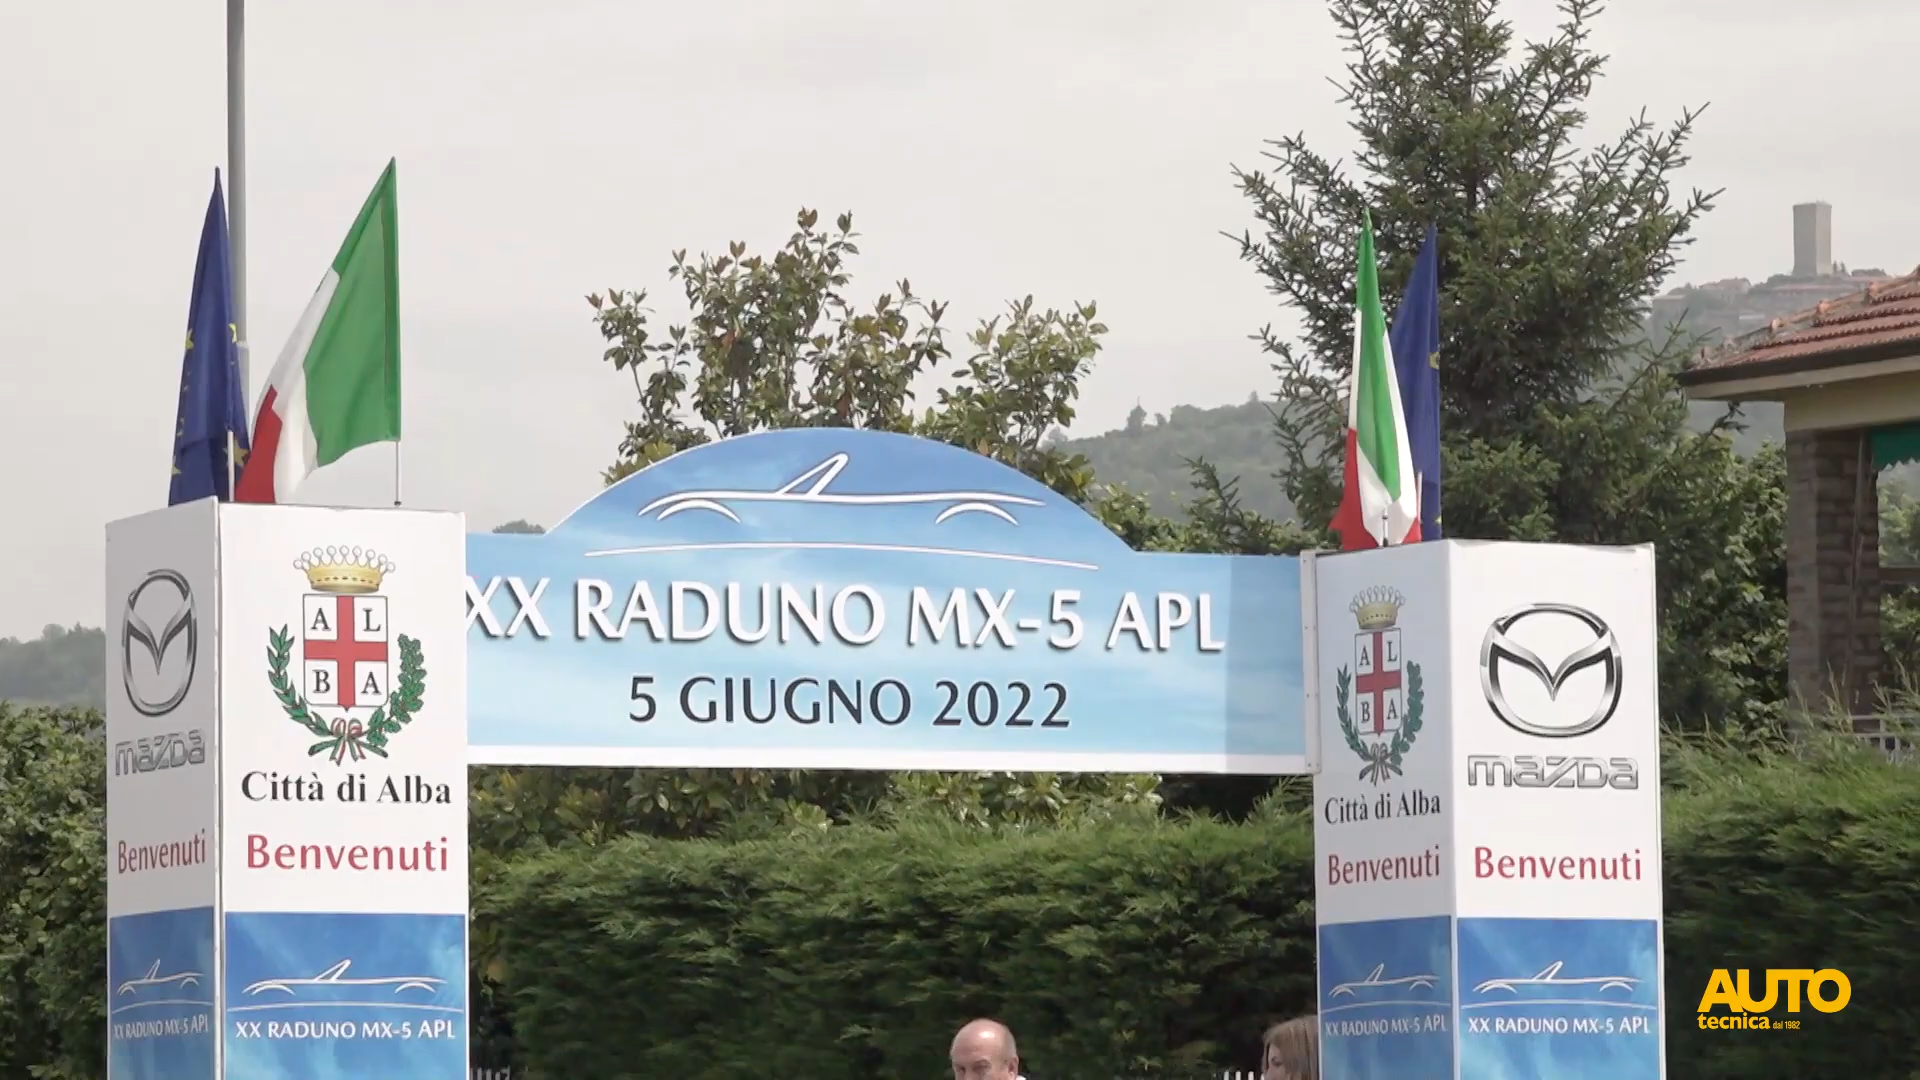 XX RADUNO MX-5 APL
5 GIUGNO 2022
mazda
Benvenuti
XX RADUNO MX-5 APL
A L
B A
Città di Alba
Benvenuti
XX RADUNO MX-5 APL
A L
B A
Città di Alba
Benvenuti
XX RADUNO MX-5 APL
mazda
Benvenuti
XX RADUNO MX-5 APL
AUTO
tecnica dal 1982